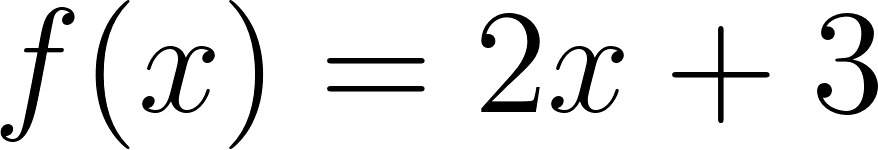 f(x) = 2x + 3